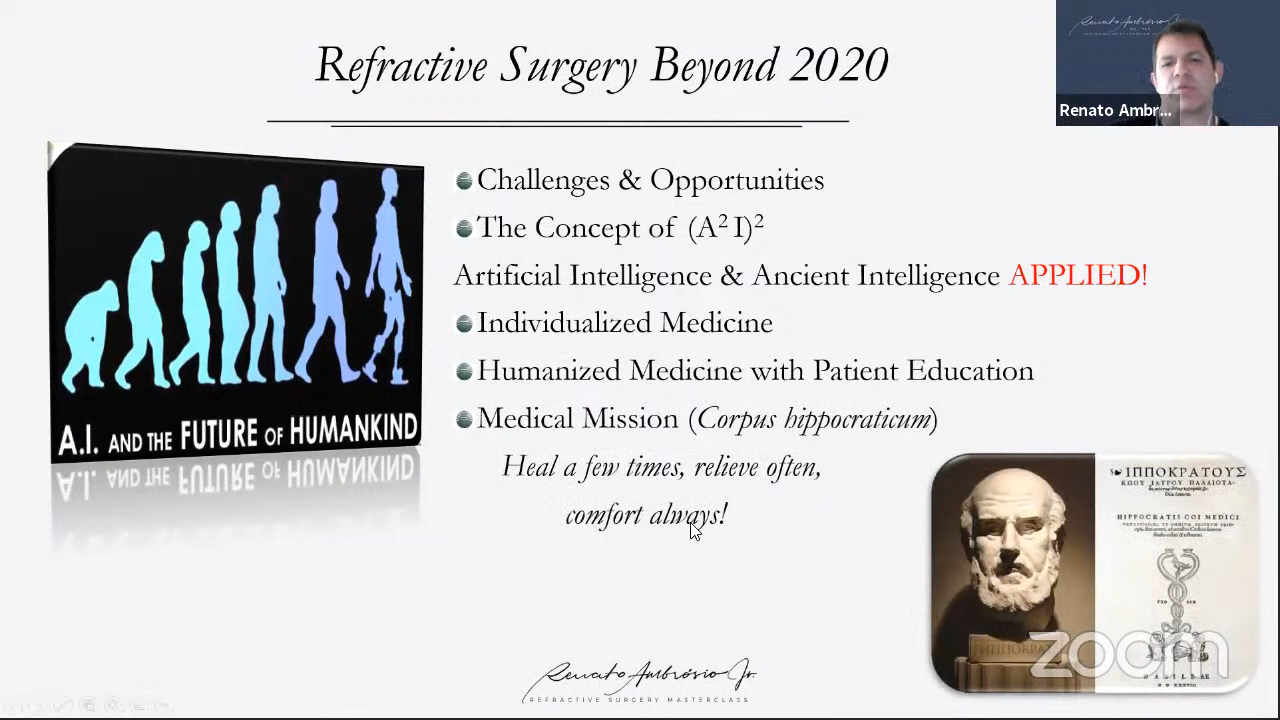 Refractive Surgery Beyond 2020
Renato Ambr...
Challenges & Opportunities
The Concept of (A² I)²
Artificial Intelligence & Ancient Intelligence APPLIED!
Individualized Medicine
Humanized Medicine with Patient Education
Medical Mission (Corpus hippocraticum)
Heal a few times, relieve often,
comfort always!
A.I. AND THE FUTURE OF HUMANKIND
ΙΠΠΟΚΡΑΤΟΥΣ
HIPPOCRATIS COI MEDICI
zoom
Renato Ambrósio Jr.
REFRACTIVE SURGERY MASTERCLASS